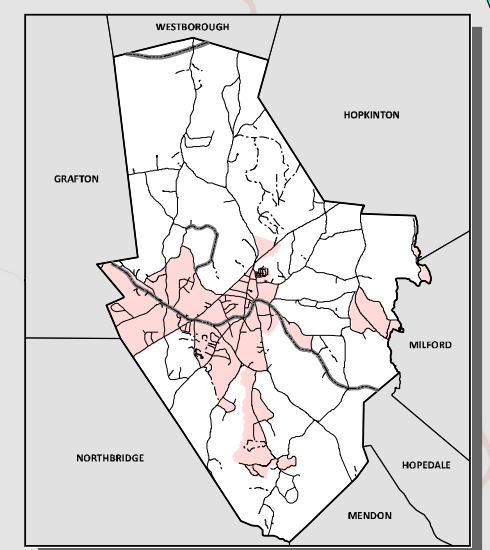 WESTBOROUGH
HOPKINTON
GRAFTON
MILFORD
NORTHBRIDGE
HOPEDALE
MENDON